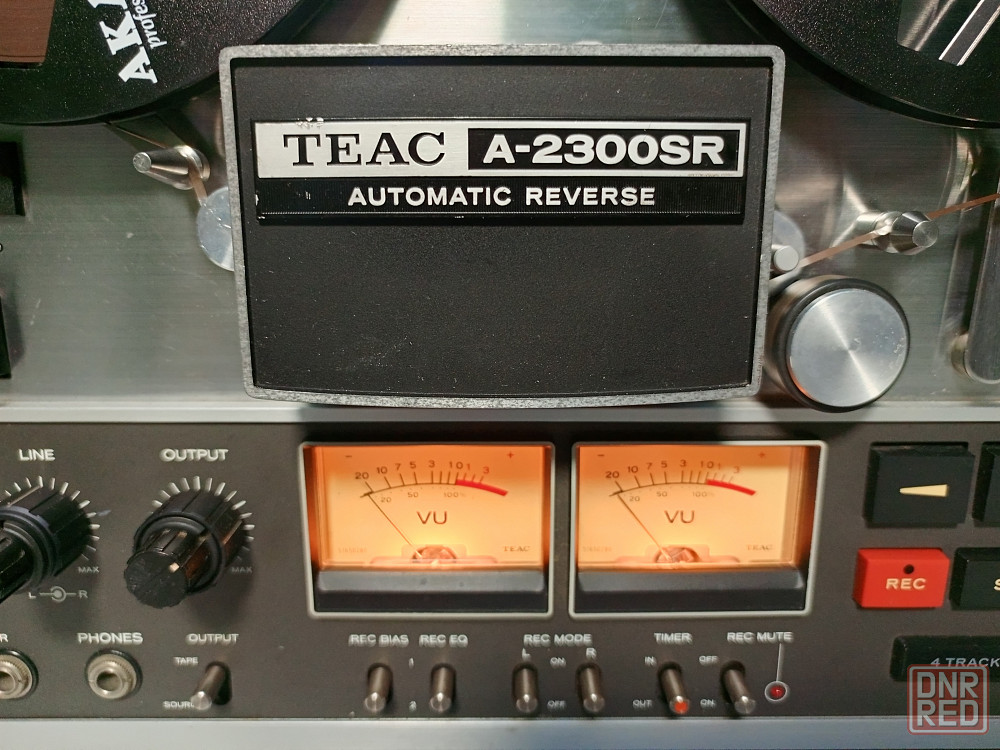 AK
profes
TEAC A-2300SR
AUTOMATIC REVERSE
LINE
OUTPUT
MAX
MAX
L R
- 20 10 7 5 3 1 0 1 3 +
20 50 100%
VU
TEAC
- 20 10 7 5 3 1 0 1 3 +
20 50 100%
VU
TEAC
REC
S
R
PHONES
OUTPUT
TAPE
SOUR
REC BIAS
1
2
REC EQ
REC MODE
L R
ON
OFF
TIMER
IN
OUT
REC MUTE
OFF
ON
4 TRACK
DNR
RED